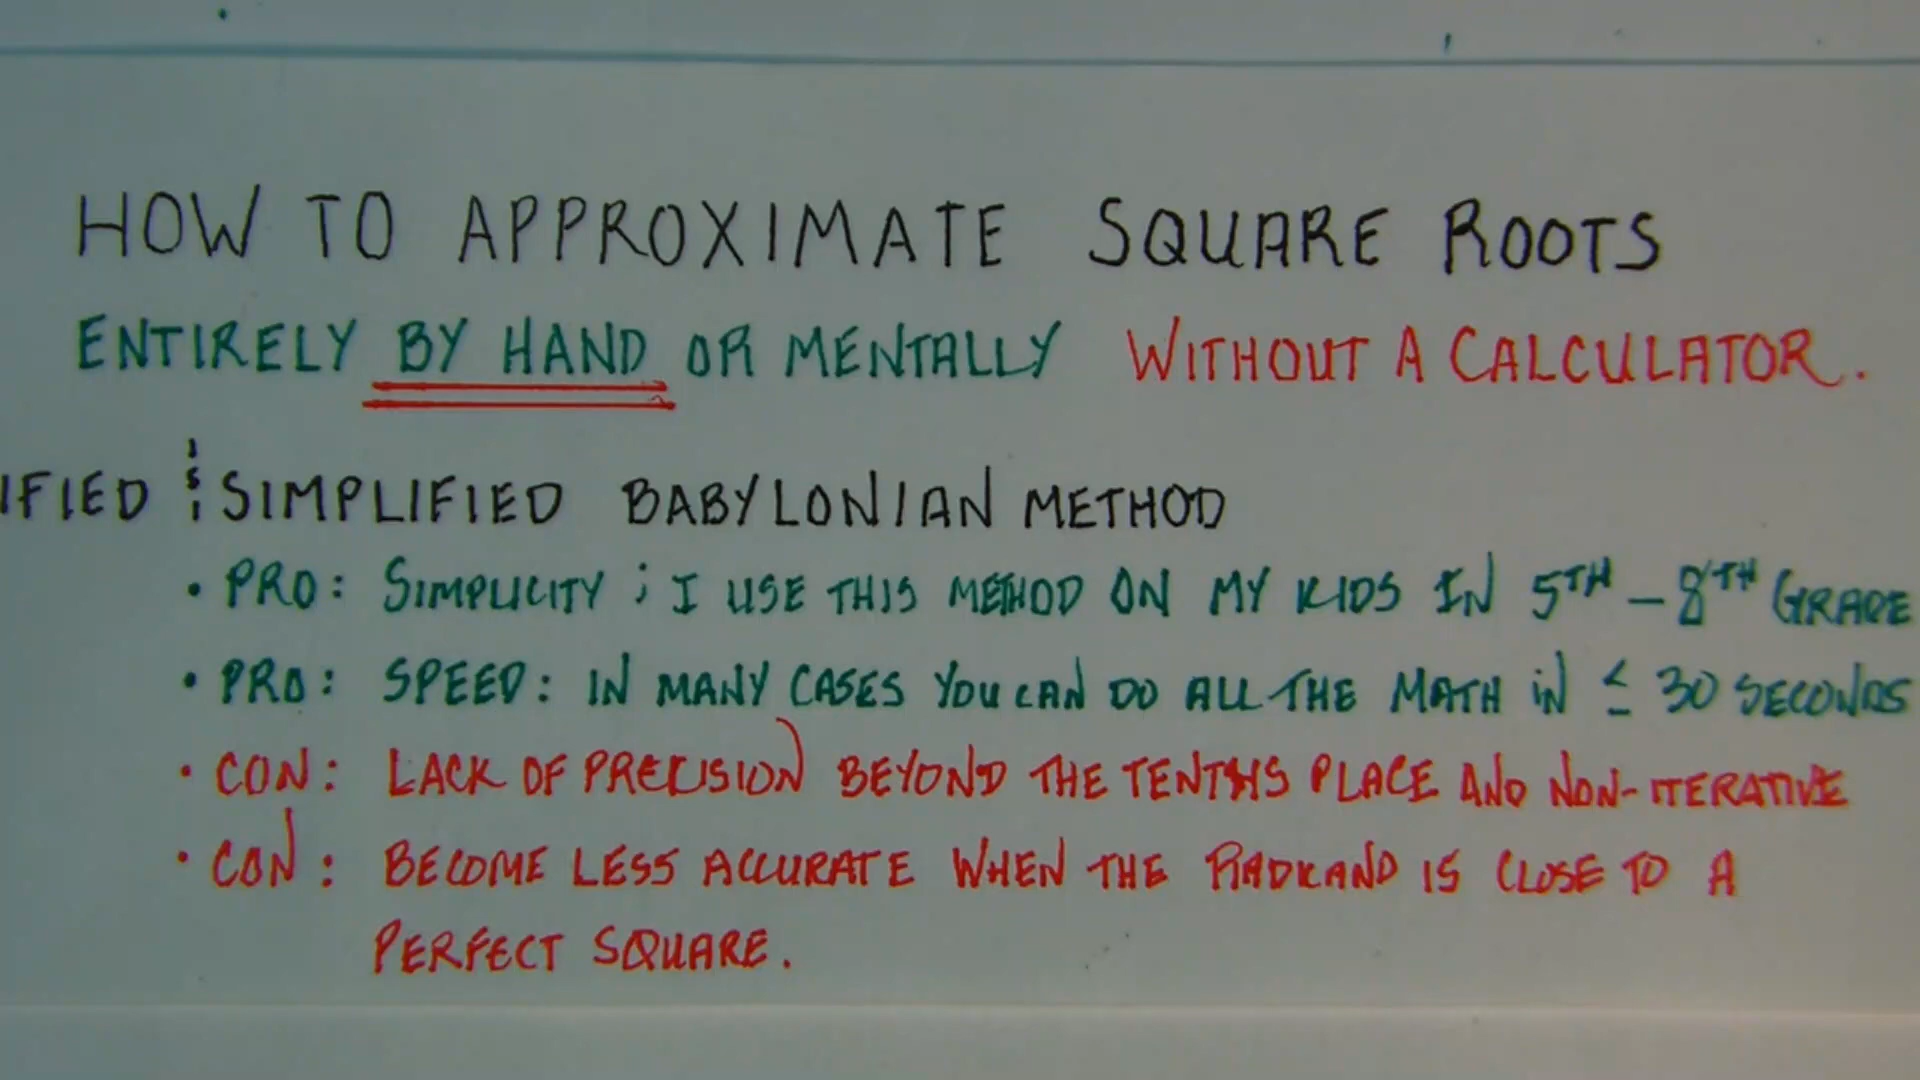 HOW TO APPROXIMATE SQUARE ROOTS
ENTIRELY BY HAND OR MENTALLY WITHOUT A CALCULATOR.
IFIED & SIMPLIFIED BABYLONIAN METHOD
• PRO: SIMPLICITY; I USE THIS METHOD ON MY KIDS IN 5TH - 8TH GRADE
• PRO: SPEED: IN MANY CASES YOU CAN DO ALL THE MATH IN ≤ 30 SECONDS
• CON: LACK OF PRECISION BEYOND THE TENTHS PLACE AND NON-ITERATIVE
• CON: BECOME LESS ACCURATE WHEN THE RADICAND IS CLOSE TO A
PERFECT SQUARE.